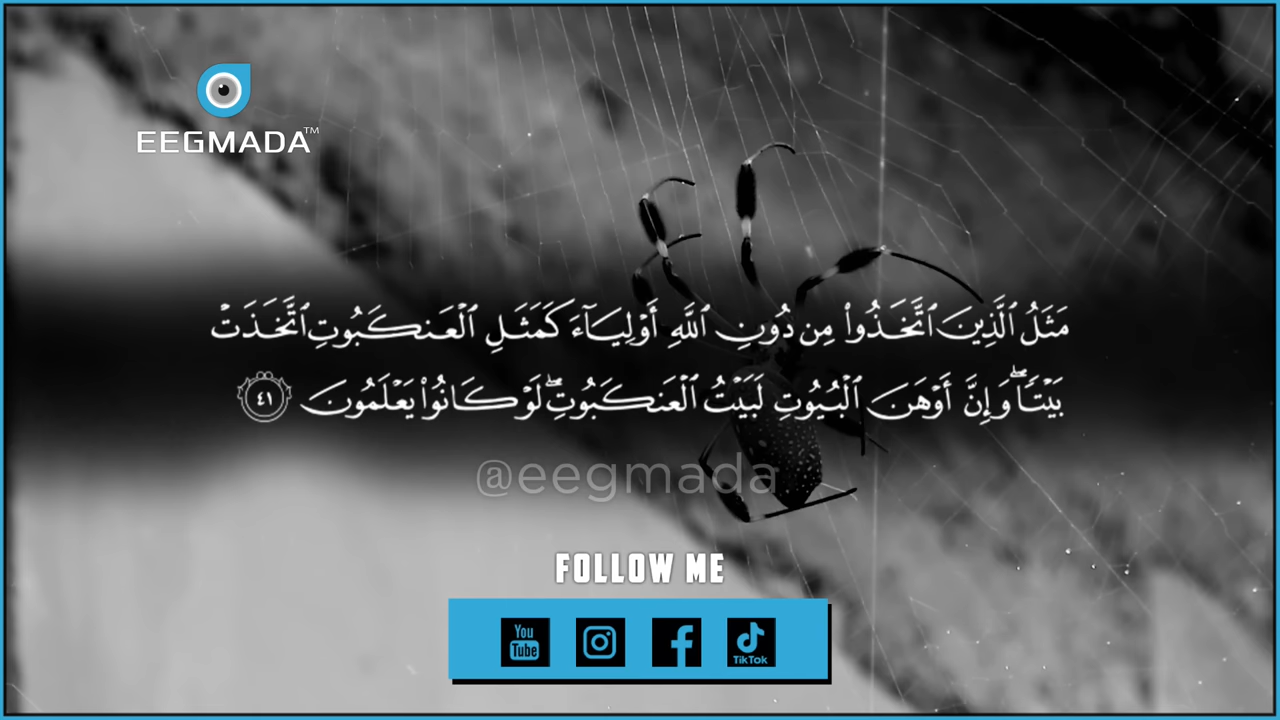 EEGMADA™
مَثَلُ ٱلَّذِينَ ٱتَّخَذُوا۟ مِن دُونِ ٱللَّهِ أَوْلِيَآءَ كَمَثَلِ ٱلْعَنكَبُوتِ ٱتَّخَذَتْ
بَيْتًۭا ۖ وَإِنَّ أَوْهَنَ ٱلْبُيُوتِ لَبَيْتُ ٱلْعَنكَبُوتِ ۖ لَوْ كَانُوا۟ يَعْلَمُونَ ٤١
@eegmada
FOLLOW ME
You Tube TikTok